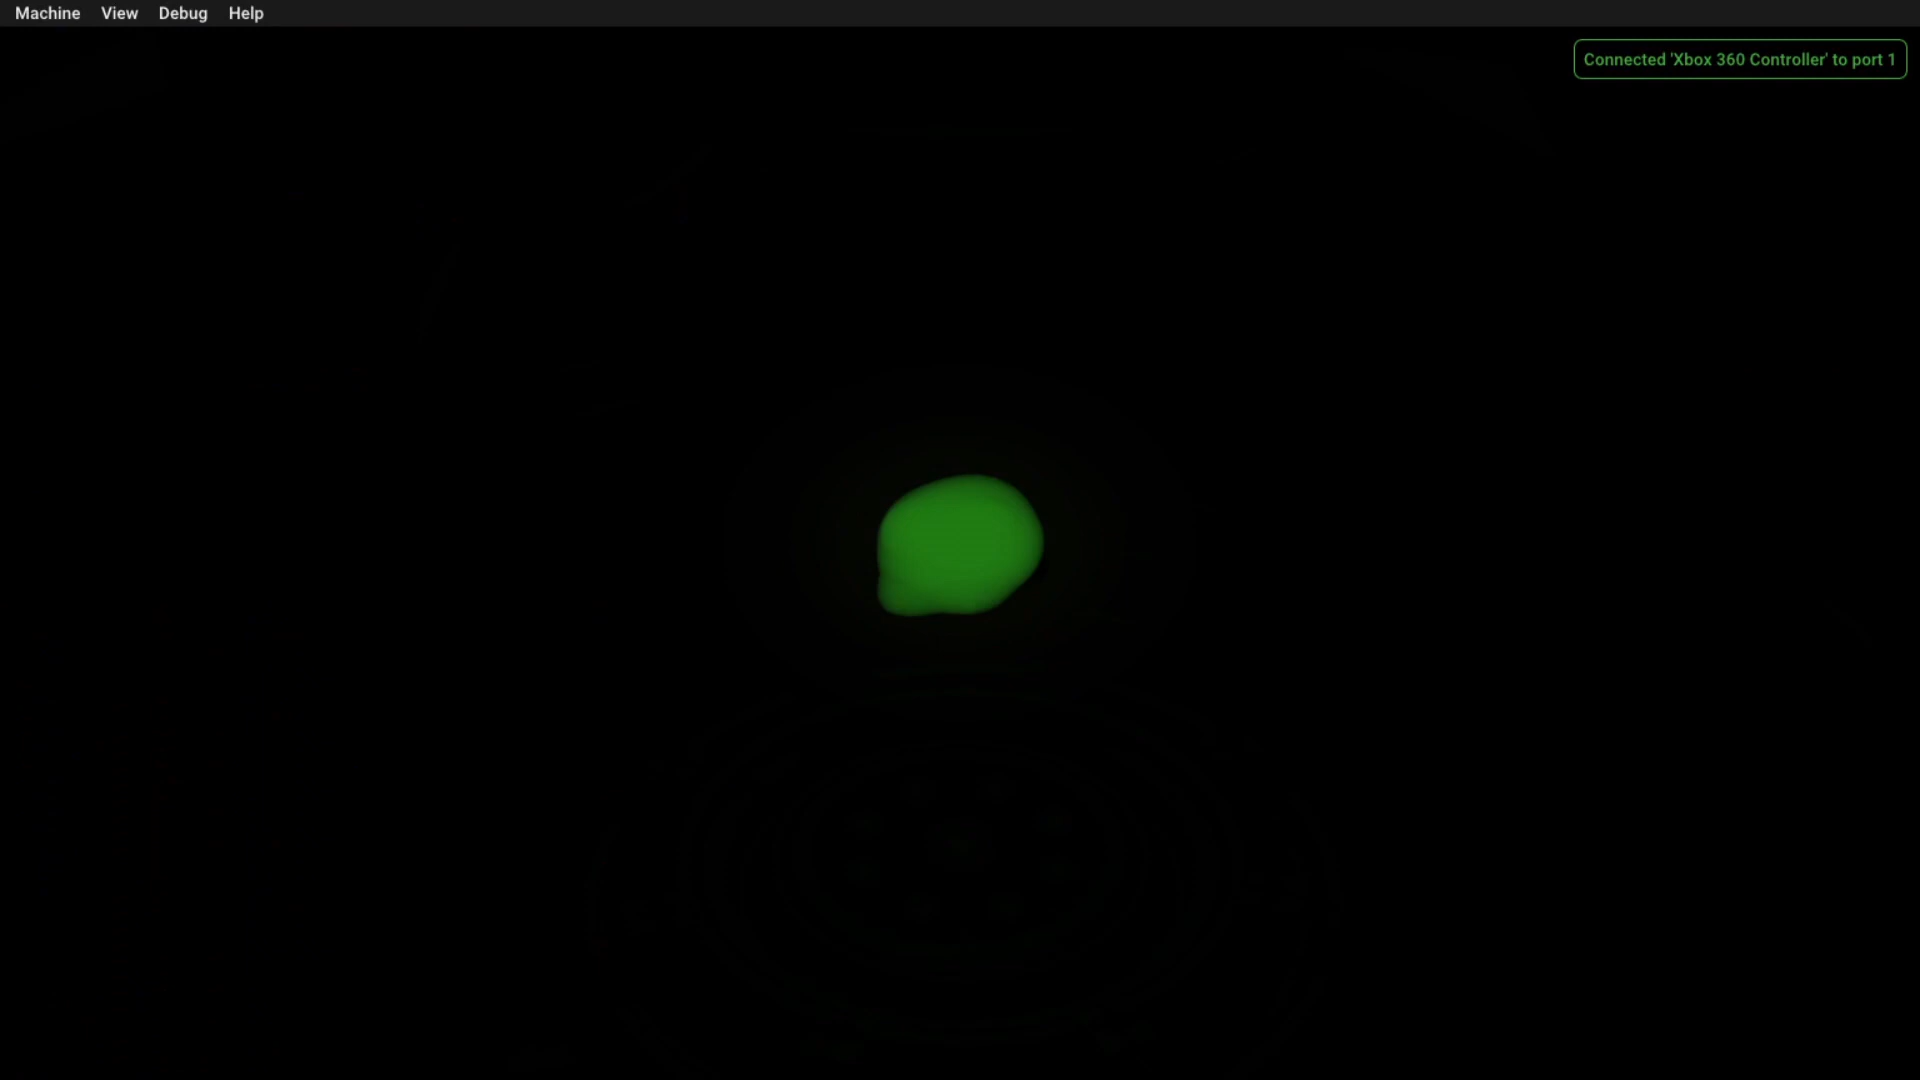 Machine View Debug Help
Connected 'Xbox 360 Controller' to port 1